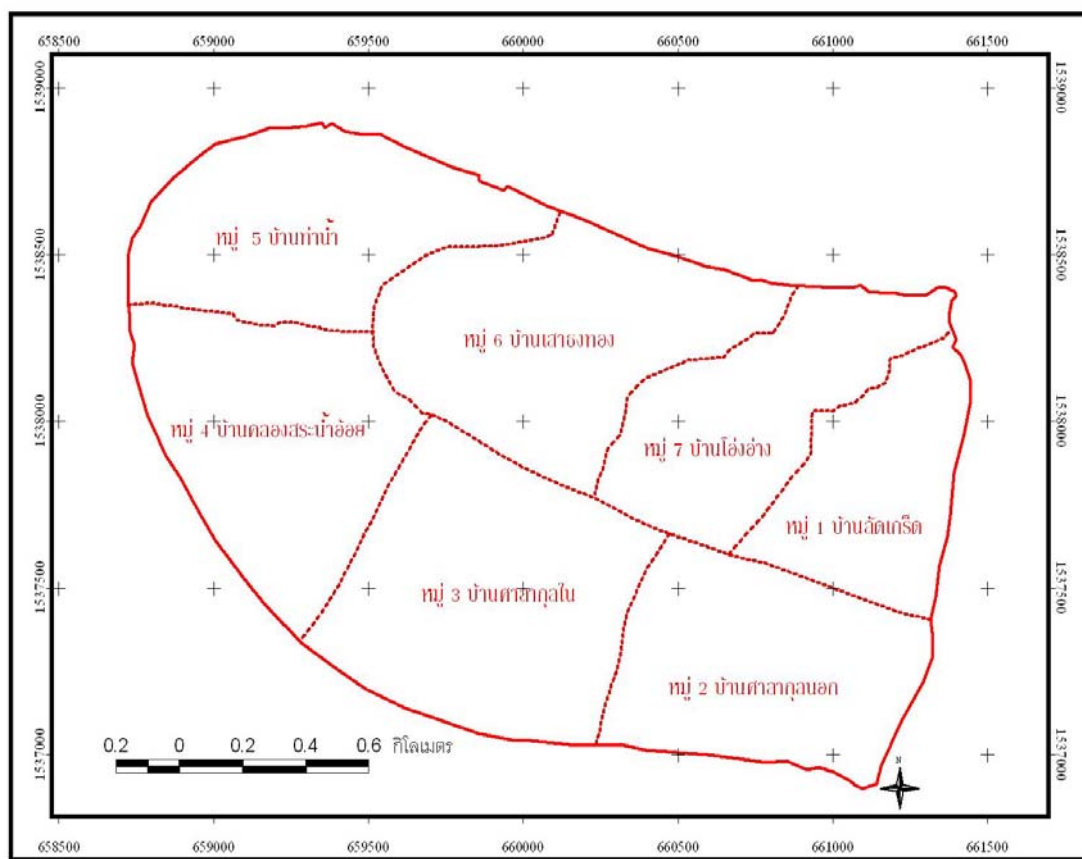 658500 659000 659500 660000 660500 661000 661500
1539000 1539000
หมู่ 5 บ้านท่าน้ำ
1538500 1538500
หมู่ 6 บ้านเสาธงทอง
หมู่ 4 บ้านคลองสระน้ำอ้อย
1538000 1538000
หมู่ 7 บ้านโอ่งอ่าง
หมู่ 1 บ้านลัดเกร็ด
1537500 1537500
หมู่ 3 บ้านศาลากุลใน
หมู่ 2 บ้านศาลากุลนอก
0.2 0 0.2 0.4 0.6 กิโลเมตร
1537000 1537000
N
658500 659000 659500 660000 660500 661000 661500